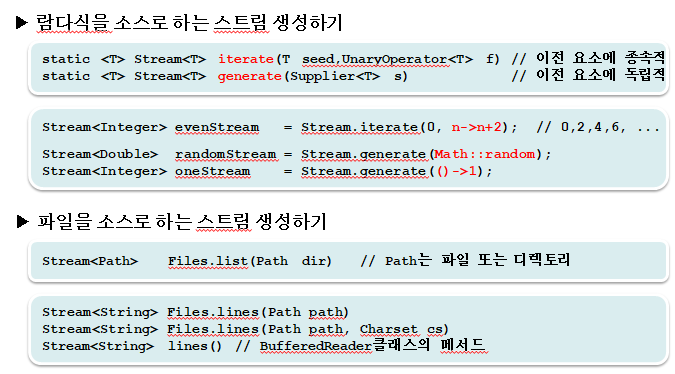 ▶ 람다식을 소스로 하는 스트림 생성하기
static <T> Stream<T> iterate(T seed,UnaryOperator<T> f) // 이전 요소에 종속적
static <T> Stream<T> generate(Supplier<T> s) // 이전 요소에 독립적
Stream<Integer> evenStream = Stream.iterate(0, n->n+2); // 0,2,4,6, ...
Stream<Double> randomStream = Stream.generate(Math::random);
Stream<Integer> oneStream = Stream.generate(()->1);
▶ 파일을 소스로 하는 스트림 생성하기
Stream<Path> Files.list(Path dir) // Path는 파일 또는 디렉토리
Stream<String> Files.lines(Path path)
Stream<String> Files.lines(Path path, Charset cs)
Stream<String> lines() // BufferedReader클래스의 메서드